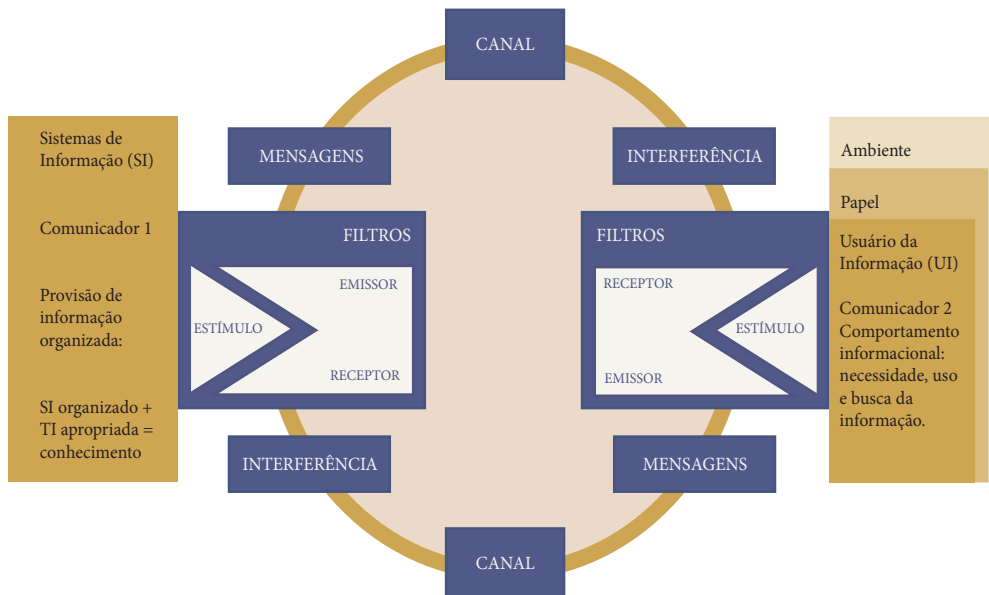 CANAL
MENSAGENS
INTERFERÊNCIA
Sistemas de
Informação (SI)
Comunicador 1
Provisão de
informação
organizada:
SI organizado +
TI apropriada =
conhecimento
FILTROS
EMISSOR
ESTÍMULO
RECEPTOR
FILTROS
RECEPTOR
ESTÍMULO
EMISSOR
Ambiente
Papel
Usuário da
Informação (UI)
Comunicador 2
Comportamento
informacional:
necessidade, uso
e busca da
informação.
INTERFERÊNCIA
MENSAGENS
CANAL